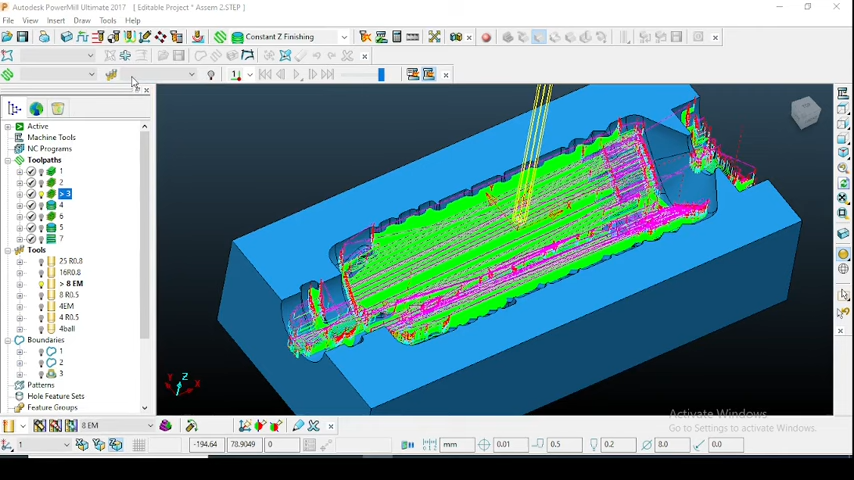 Autodesk PowerMill Ultimate 2017 [ Editable Project * Assem 2.STEP ]
File View Insert Draw Tools Help
Constant Z Finishing
1
Active
Machine Tools
NC Programs
Toolpaths
1
2
> 3
4
6
5
7
Tools
25 R0.8
16R0.8
> 8 EM
8 R0.5
4EM
4 R0.5
4ball
Boundaries
1
2
3
Patterns
Hole Feature Sets
Feature Groups
Z
Y
X
Activate Windows
Go to Settings to activate Windows.
8 EM
1
-194.64 78.9049 0 mm 0.01 0.5 0.2 8.0 0.0